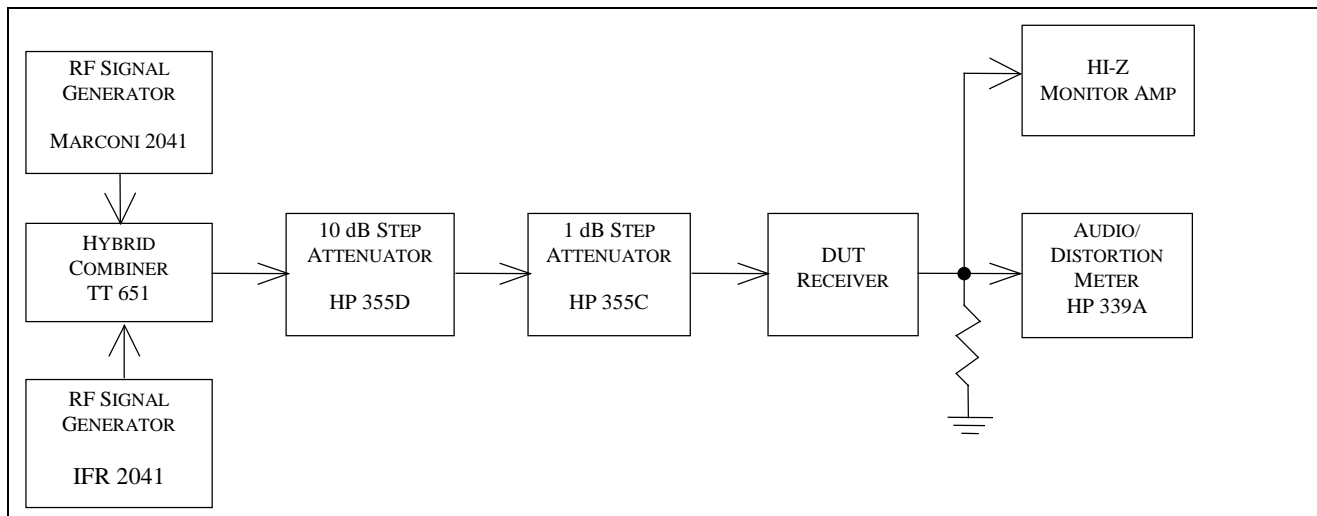 RF SIGNAL
GENERATOR
MARCONI 2041
HYBRID
COMBINER
TT 651
RF SIGNAL
GENERATOR
IFR 2041
10 dB STEP
ATTENUATOR
HP 355D
1 dB STEP
ATTENUATOR
HP 355C
DUT
RECEIVER
HI-Z
MONITOR AMP
AUDIO/
DISTORTION
METER
HP 339A